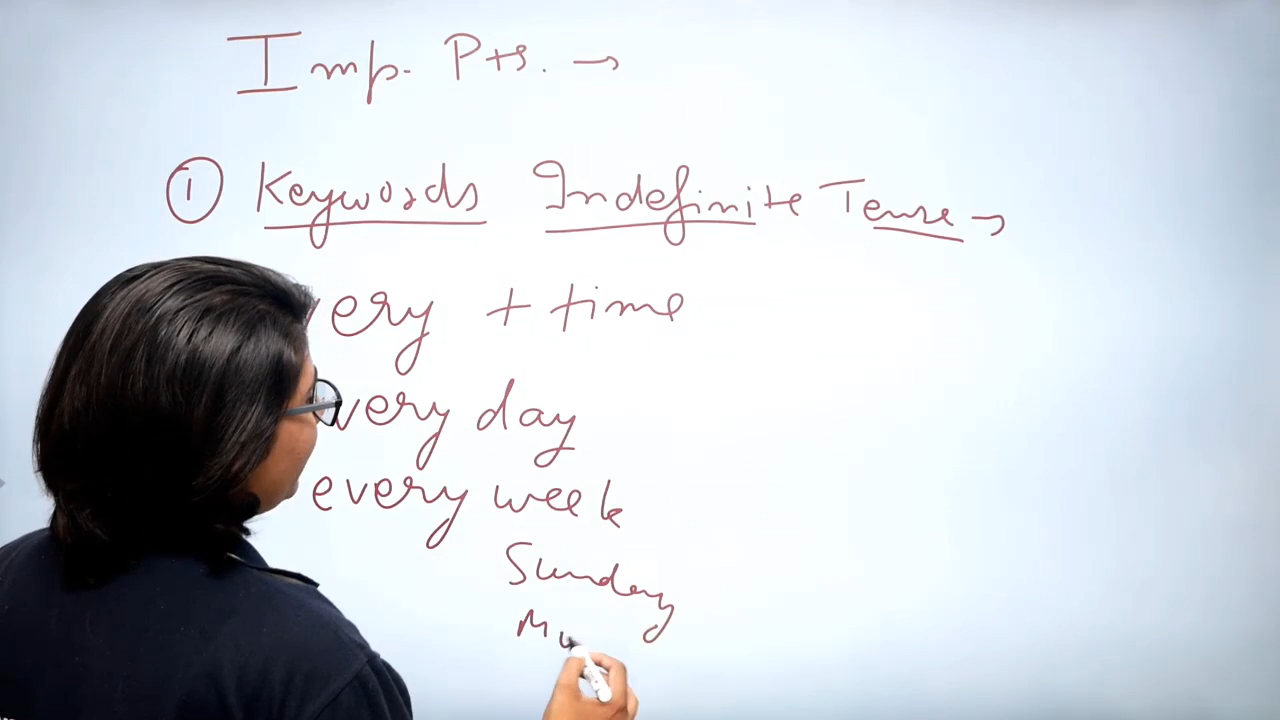 Imp. Pts. →
① Keywords Indefinite Tense →
very + time
very day
every week
Sunday